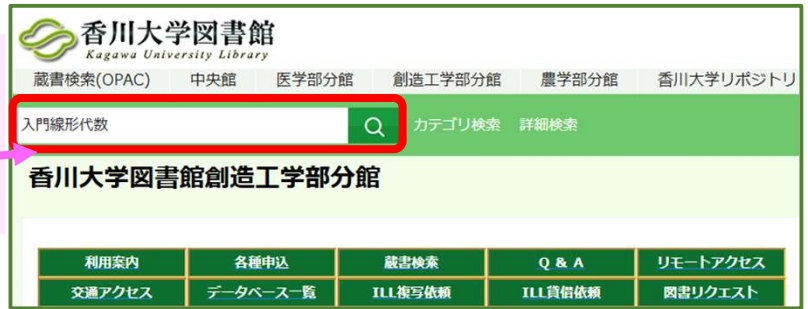 香川大学図書館
Kagawa University Library
蔵書検索(OPAC) 中央館 医学部分館 創造工学部分館 農学部分館 香川大学リポジトリ
入門線形代数 カテゴリ検索 詳細検索
香川大学図書館創造工学部分館
利用案内 各種申込 蔵書検索 Q & A リモートアクセス
交通アクセス データベース一覧 ILL複写依頼 ILL貸借依頼 図書リクエスト